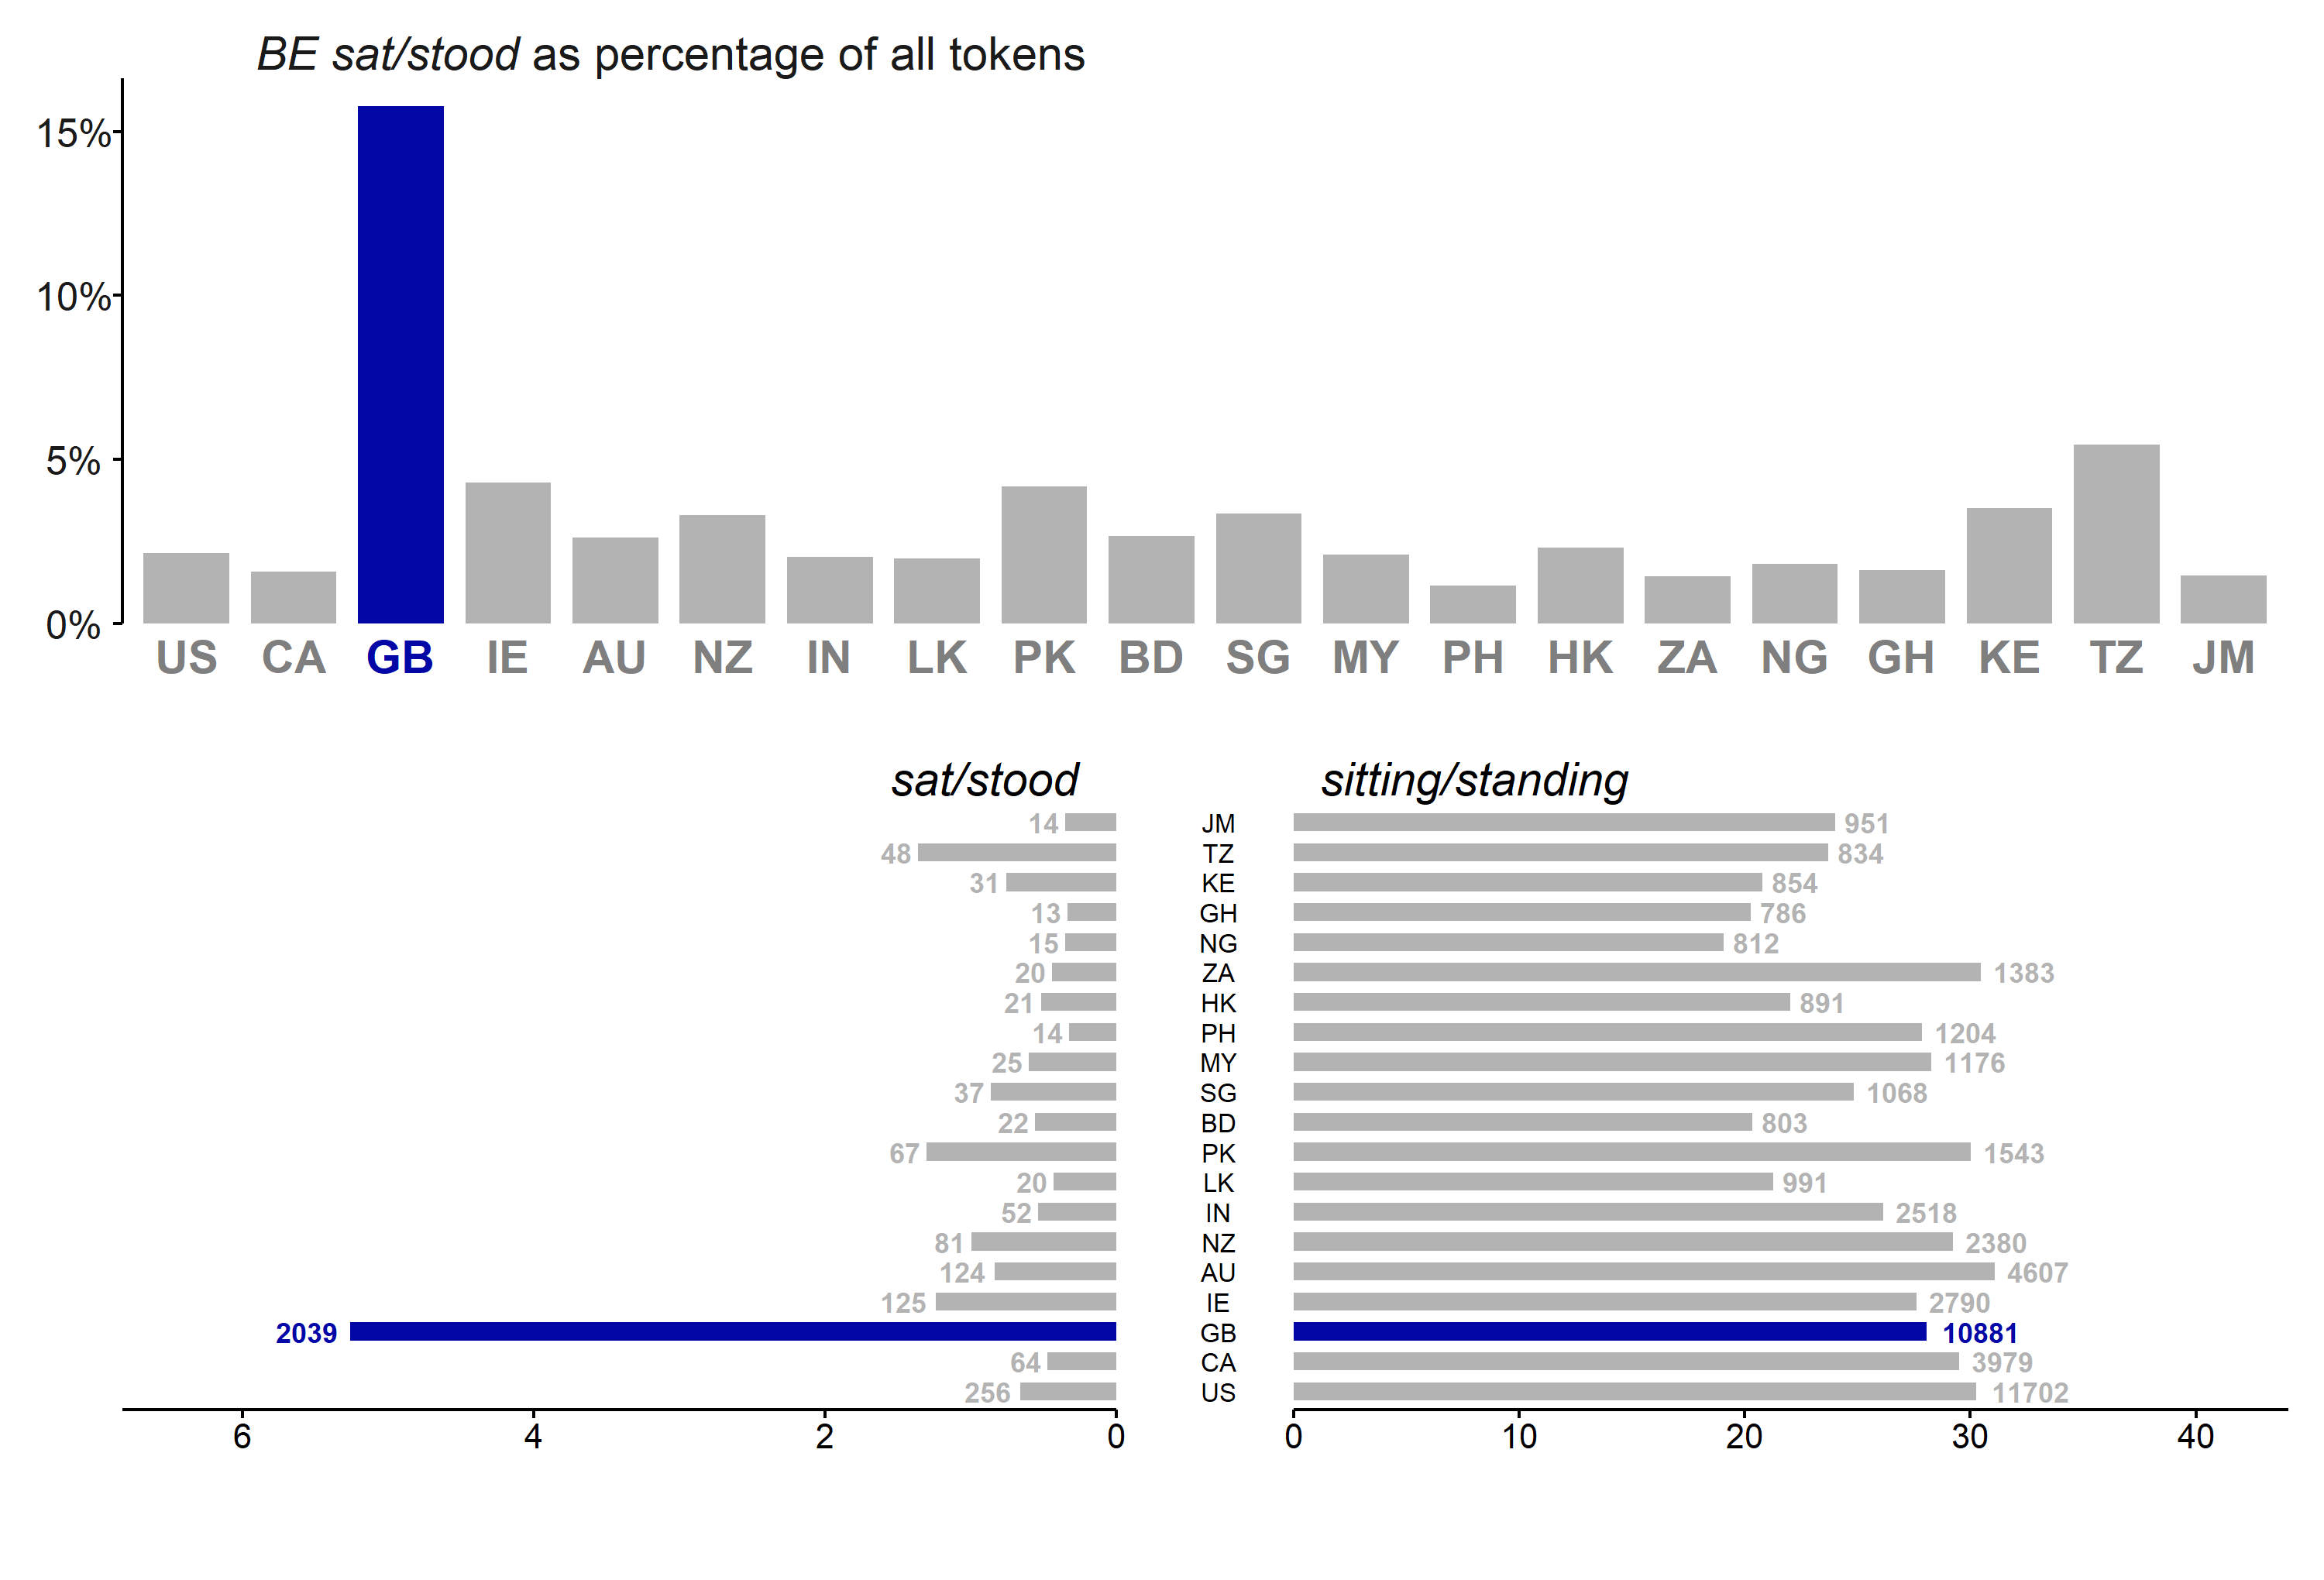 BE sat/stood as percentage of all tokens
15%
10%
5%
0%
US CA GB IE AU NZ IN LK PK BD SG MY PH HK ZA NG GH KE TZ JM
sat/stood sitting/standing
14 JM 951
48 TZ 834
31 KE 854
13 GH 786
15 NG 812
20 ZA 1383
21 HK 891
14 PH 1204
25 MY 1176
37 SG 1068
22 BD 803
67 PK 1543
20 LK 991
52 IN 2518
81 NZ 2380
124 AU 4607
125 IE 2790
2039 GB 10881
64 CA 3979
256 US 11702
6 4 2 0 0 10 20 30 40